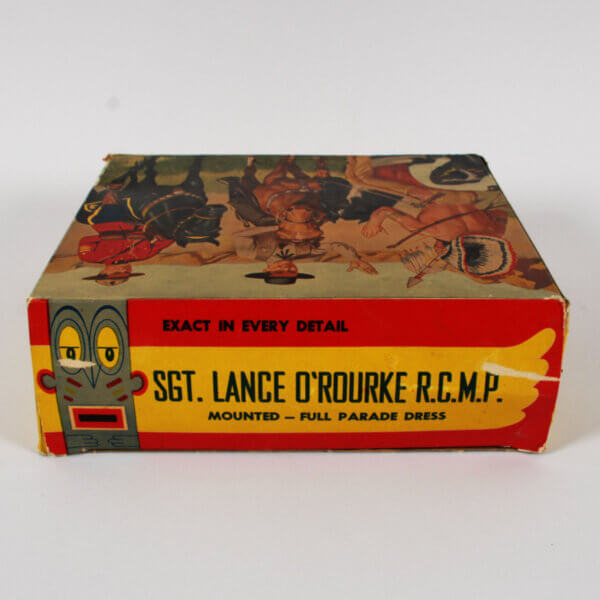 EXACT IN EVERY DETAIL
SGT. LANCE O'ROURKE R.C.M.P.
MOUNTED – FULL PARADE DRESS